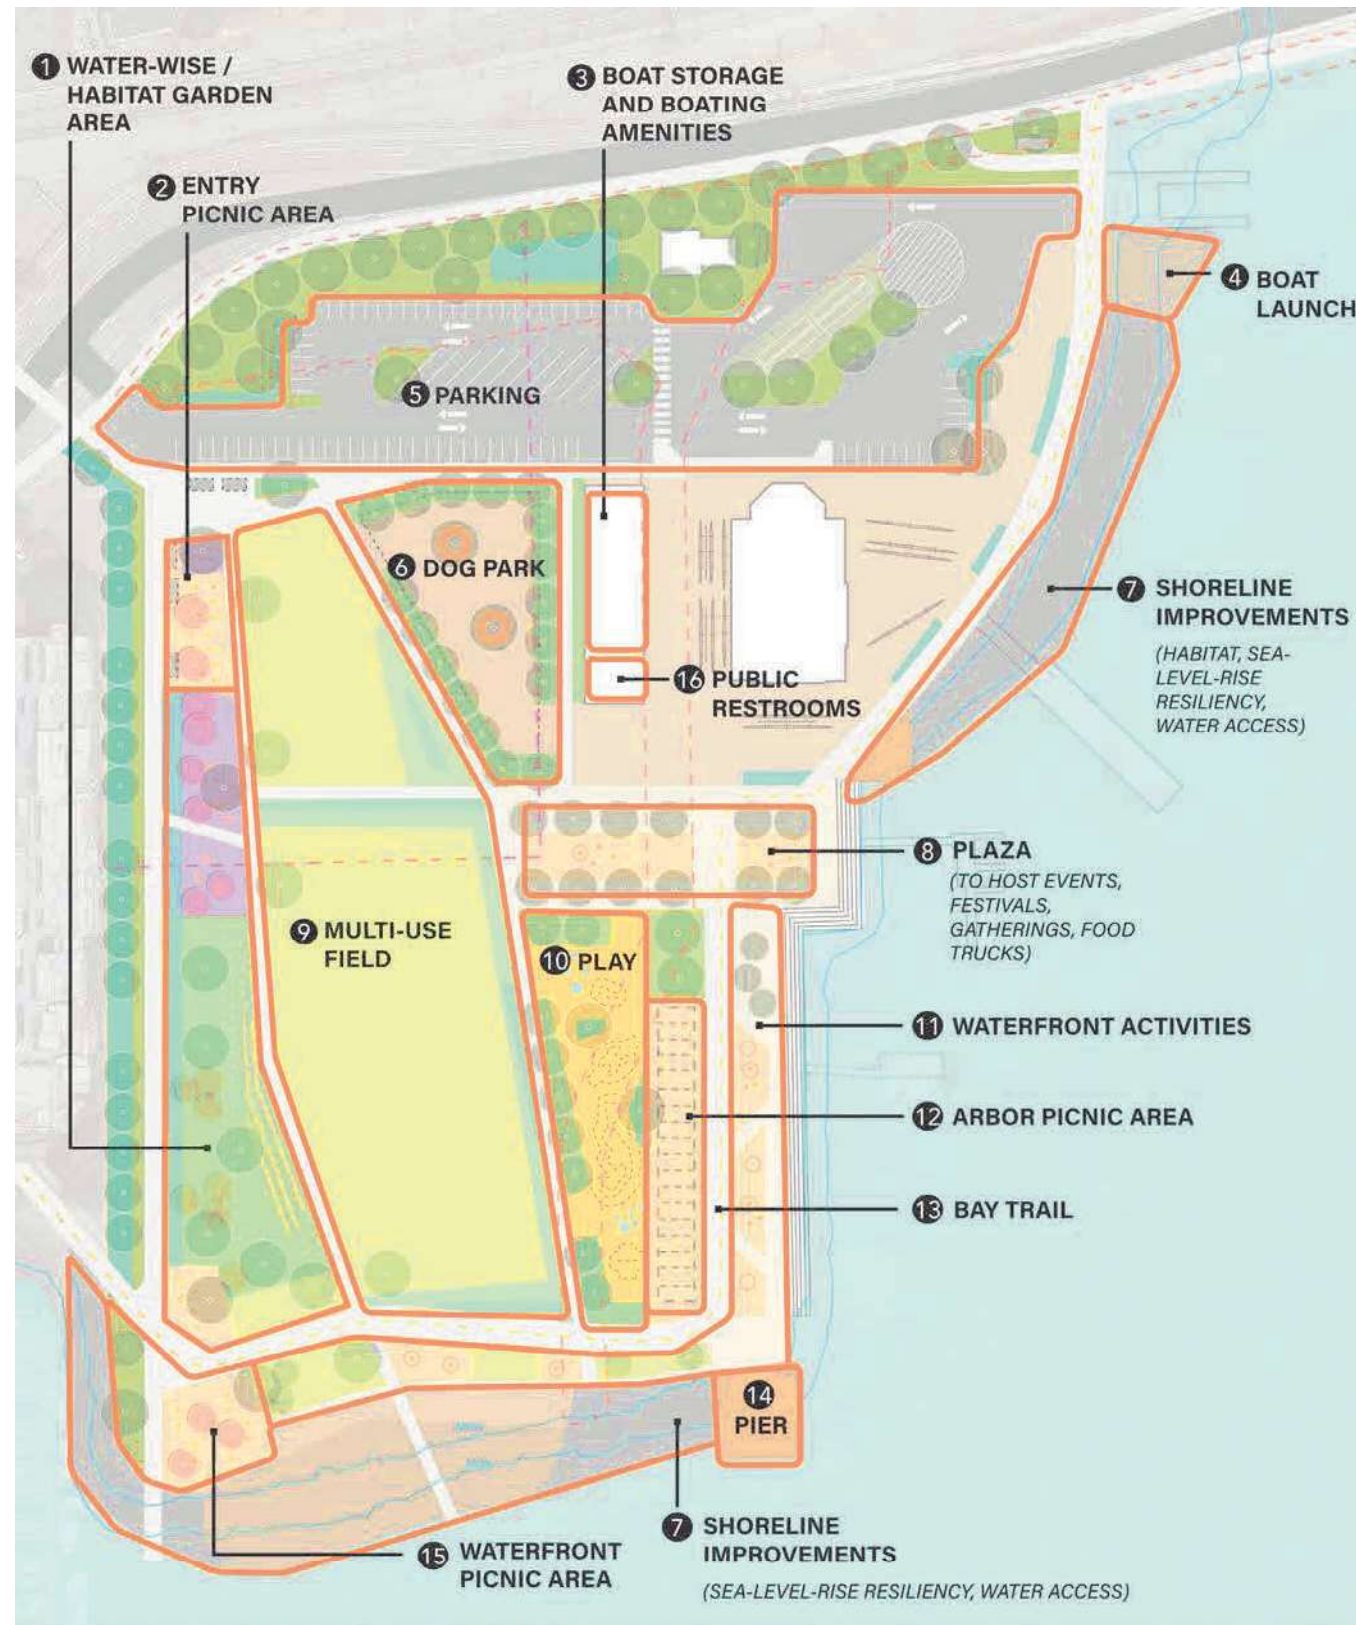 1 WATER-WISE /
HABITAT GARDEN
AREA
2 ENTRY
PICNIC AREA
3 BOAT STORAGE
AND BOATING
AMENITIES
4 BOAT
LAUNCH
5 PARKING
6 DOG PARK
7 SHORELINE
IMPROVEMENTS
(HABITAT, SEA-
LEVEL-RISE
RESILIENCY,
WATER ACCESS)
16 PUBLIC
RESTROOMS
8 PLAZA
(TO HOST EVENTS,
FESTIVALS,
GATHERINGS, FOOD
TRUCKS)
9 MULTI-USE
FIELD
10 PLAY
11 WATERFRONT ACTIVITIES
12 ARBOR PICNIC AREA
13 BAY TRAIL
14
PIER
7 SHORELINE
IMPROVEMENTS
(SEA-LEVEL-RISE RESILIENCY, WATER ACCESS)
15 WATERFRONT
PICNIC AREA